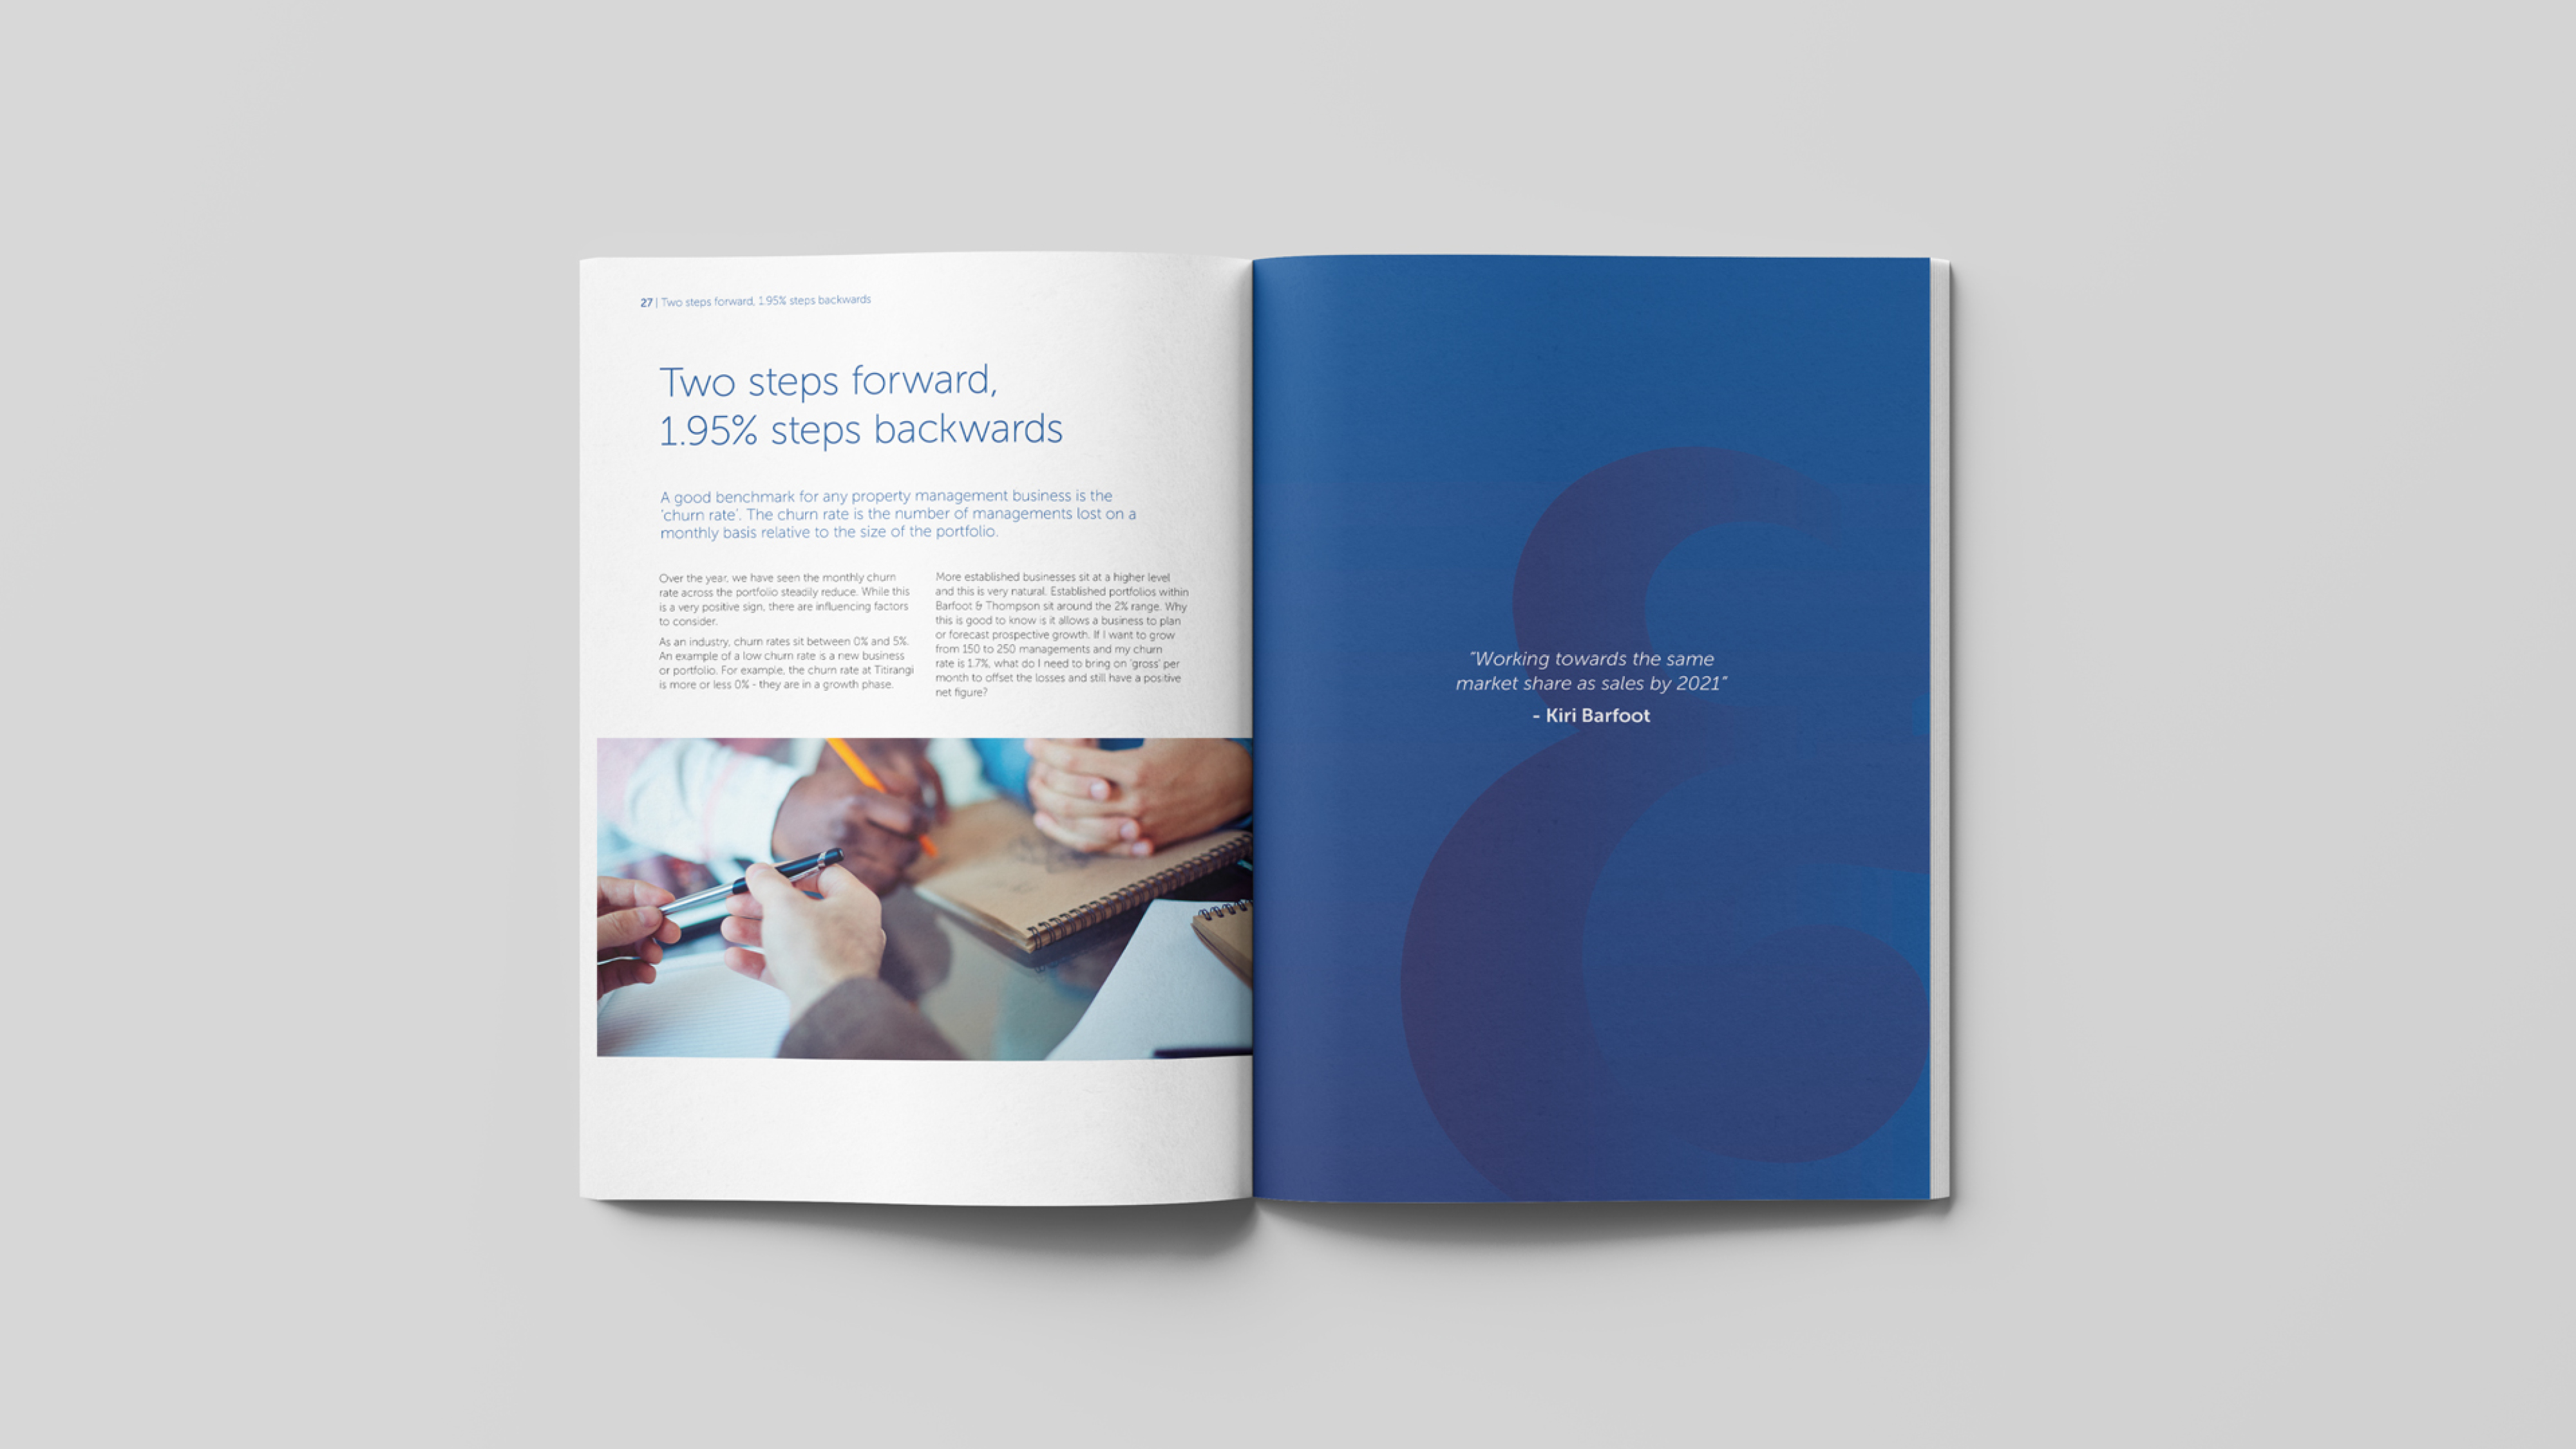 27 | Two steps forward, 1.95% steps backwards
Two steps forward,
1.95% steps backwards
A good benchmark for any property management business is the
‘churn rate’. The churn rate is the number of managements lost on a
monthly basis relative to the size of the portfolio.
Over the year, we have seen the monthly churn
rate across the portfolio steadily reduce. While this
is a very positive sign, there are influencing factors
to consider.
As an industry, churn rates sit between 0% and 5%.
An example of a low churn rate is a new business
or portfolio. For example, the churn rate at Titirangi
is more or less 0% - they are in a growth phase.
More established businesses sit at a higher level
and this is very natural. Established portfolios within
Barfoot & Thompson sit around the 2% range. Why
this is good to know is it allows a business to plan
or forecast prospective growth. If I want to grow
from 150 to 250 managements and my churn
rate is 1.7%, what do I need to bring on ‘gross’ per
month to offset the losses and still have a positive
net figure?
&
“Working towards the same
market share as sales by 2021”
- Kiri Barfoot